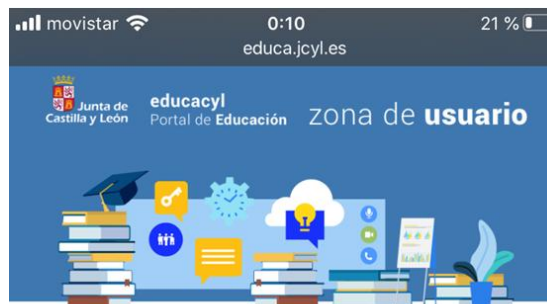 movistar 0:10 21 %
educa.jcyl.es
Junta de
Castilla y León
educacyl
Portal de Educación
zona de usuario